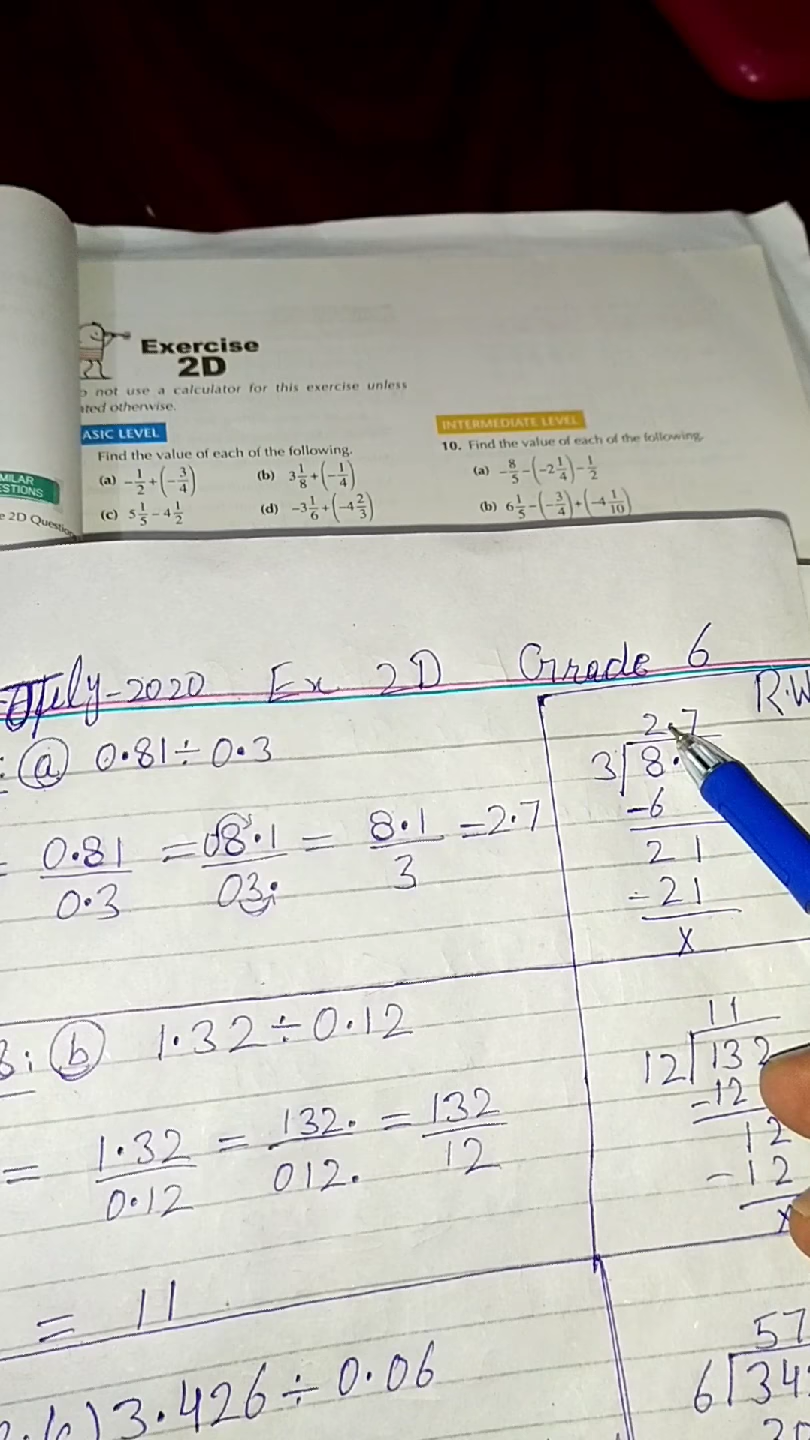 Exercise
2D
not use a calculator for this exercise unless
ted otherwise.
ASIC LEVEL
Find the value of each of the following.
(a) -1/2 + (-3/4) (b) 3 1/8 + (-1/4)
(c) 5 1/5 - 4 1/2 (d) -3 1/6 + (-4 2/3)
INTERMEDIATE LEVEL
10. Find the value of each of the following.
(a) -8/5 - (-2 1/4) - 1/2
(b) 6 1/5 - (-3/4) + (-4 1/10)
MILAR
ESTIONS
e 2D Questio
July-2020 Ex 2D Grade 6
R.W
(a) 0.81 ÷ 0.3
= 0.81/0.3 = 08.1/03. = 8.1/3 = 2.7
2.7
3 8.
-6
21
-21
x
(b) 1.32 ÷ 0.12
= 1.32/0.12 = 132./012. = 132/12
= 11
11
12 132
-12
12
-12
x
) 3.426 ÷ 0.06
57
6 34